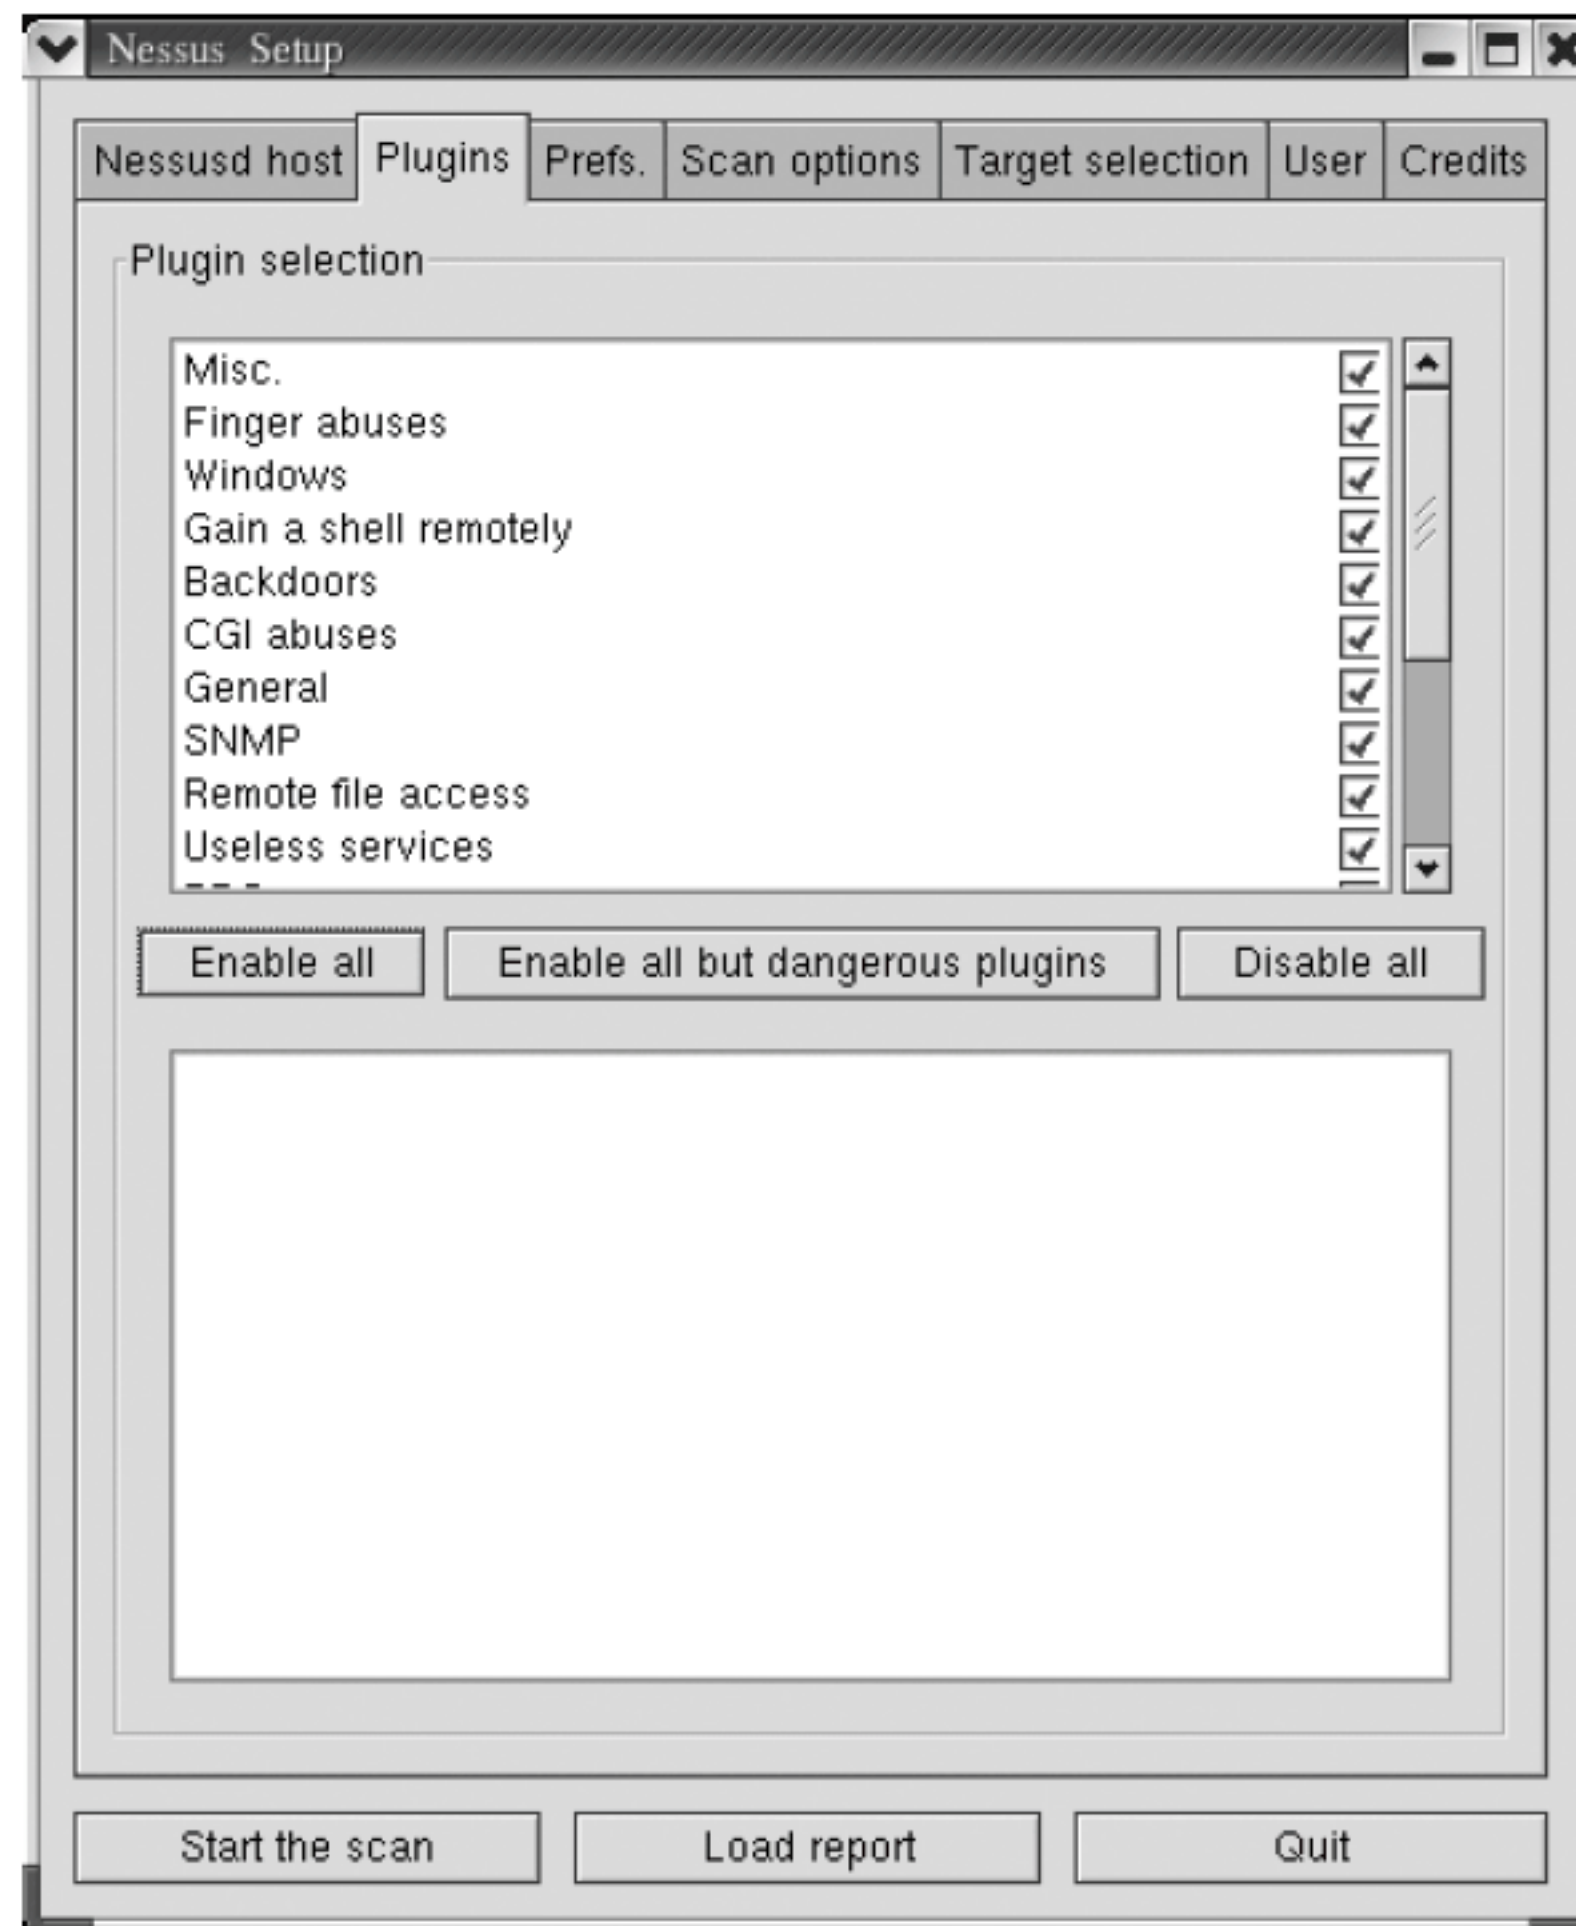 Nessus Setup
Nessusd host Plugins Prefs. Scan options Target selection User Credits
Plugin selection
Misc.
Finger abuses
Windows
Gain a shell remotely
Backdoors
CGI abuses
General
SNMP
Remote file access
Useless services
Enable all Enable all but dangerous plugins Disable all
Start the scan Load report Quit